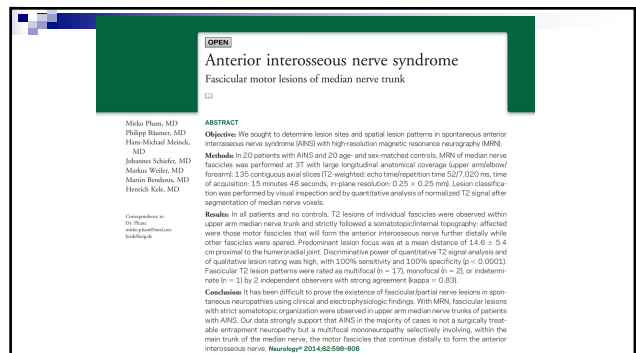 OPEN
Anterior interosseous nerve syndrome
Fascicular motor lesions of median nerve trunk
Mirko Pham, MD
Philipp Bäumer, MD
Hans-Michael Meinck,
MD
Johannes Schiefer, MD
Markus Weiler, MD
Martin Bendszus, MD
Henrich Kele, MD
Correspondence to
Dr. Pham:
mirko.pham@med.uni-
heidelberg.de
ABSTRACT
Objective: We sought to determine lesion sites and spatial lesion patterns in spontaneous anterior
interosseous nerve syndrome (AINS) with high-resolution magnetic resonance neurography (MRN).
Methods: In 20 patients with AINS and 20 age- and sex-matched controls, MRN of median nerve
fascicles was performed at 3T with large longitudinal anatomical coverage (upper arm/elbow/
forearm): 135 contiguous axial slices (T2-weighted: echo time/repetition time 52/7,020 ms, time
of acquisition: 15 minutes 48 seconds, in-plane resolution: 0.25 × 0.25 mm). Lesion classifica-
tion was performed by visual inspection and by quantitative analysis of normalized T2 signal after
segmentation of median nerve voxels.
Results: In all patients and no controls, T2 lesions of individual fascicles were observed within
upper arm median nerve trunk and strictly followed a somatotopic/internal topography: affected
were those motor fascicles that will form the anterior interosseous nerve further distally while
other fascicles were spared. Predominant lesion focus was at a mean distance of 14.6 ± 5.4
cm proximal to the humeroradial joint. Discriminative power of quantitative T2 signal analysis and
of qualitative lesion rating was high, with 100% sensitivity and 100% specificity (p < 0.0001).
Fascicular T2 lesion patterns were rated as multifocal (n = 17), monofocal (n = 2), or indetermi-
nate (n = 1) by 2 independent observers with strong agreement (kappa = 0.83).
Conclusion: It has been difficult to prove the existence of fascicular/partial nerve lesions in spon-
taneous neuropathies using clinical and electrophysiologic findings. With MRN, fascicular lesions
with strict somatotopic organization were observed in upper arm median nerve trunks of patients
with AINS. Our data strongly support that AINS in the majority of cases is not a surgically treat-
able entrapment neuropathy but a multifocal mononeuropathy selectively involving, within the
main trunk of the median nerve, the motor fascicles that continue distally to form the anterior
interosseous nerve. Neurology® 2014;82:598–606